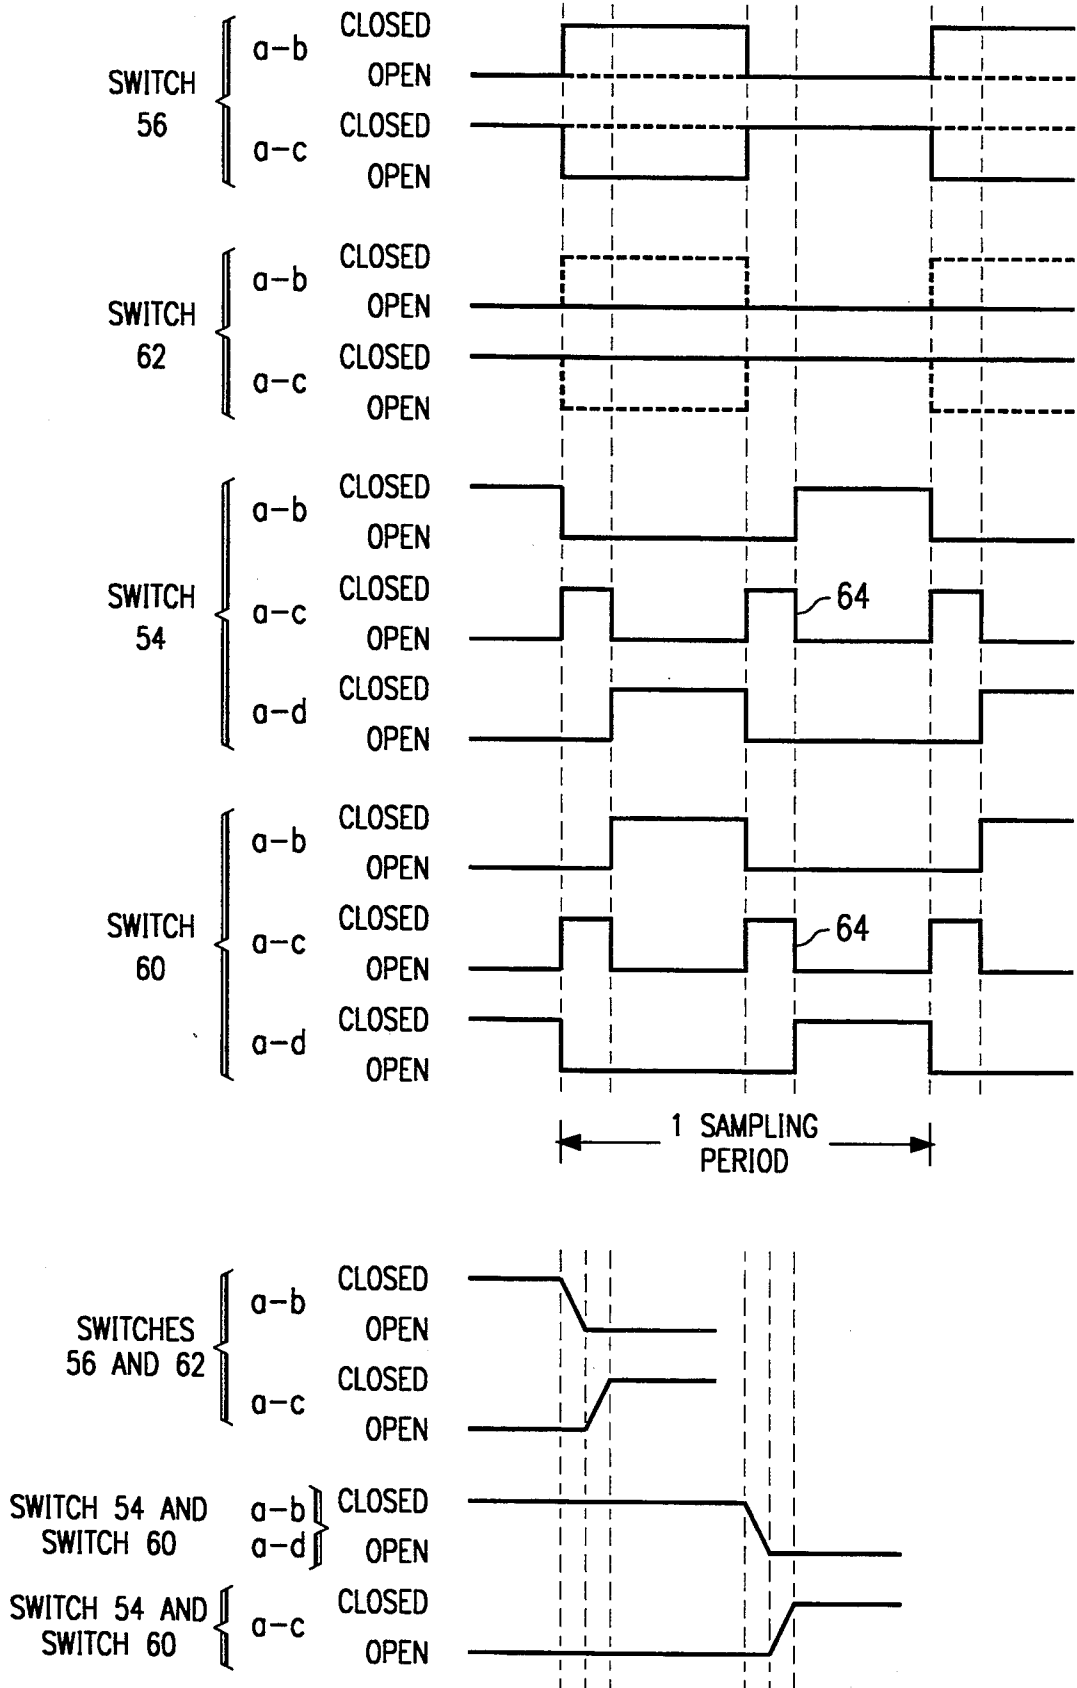 CLOSED
a-b
OPEN
SWITCH
56
CLOSED
a-c
OPEN
CLOSED
a-b
OPEN
SWITCH
62
CLOSED
a-c
OPEN
CLOSED
a-b
OPEN
SWITCH
54
CLOSED
a-c
64
OPEN
CLOSED
a-d
OPEN
CLOSED
a-b
OPEN
SWITCH
60
CLOSED
a-c
64
OPEN
CLOSED
a-d
OPEN
1 SAMPLING
PERIOD
CLOSED
a-b
OPEN
SWITCHES
56 AND 62
CLOSED
a-c
OPEN
SWITCH 54 AND
SWITCH 60
a-b
a-d
CLOSED
OPEN
SWITCH 54 AND
SWITCH 60
a-c
CLOSED
OPEN